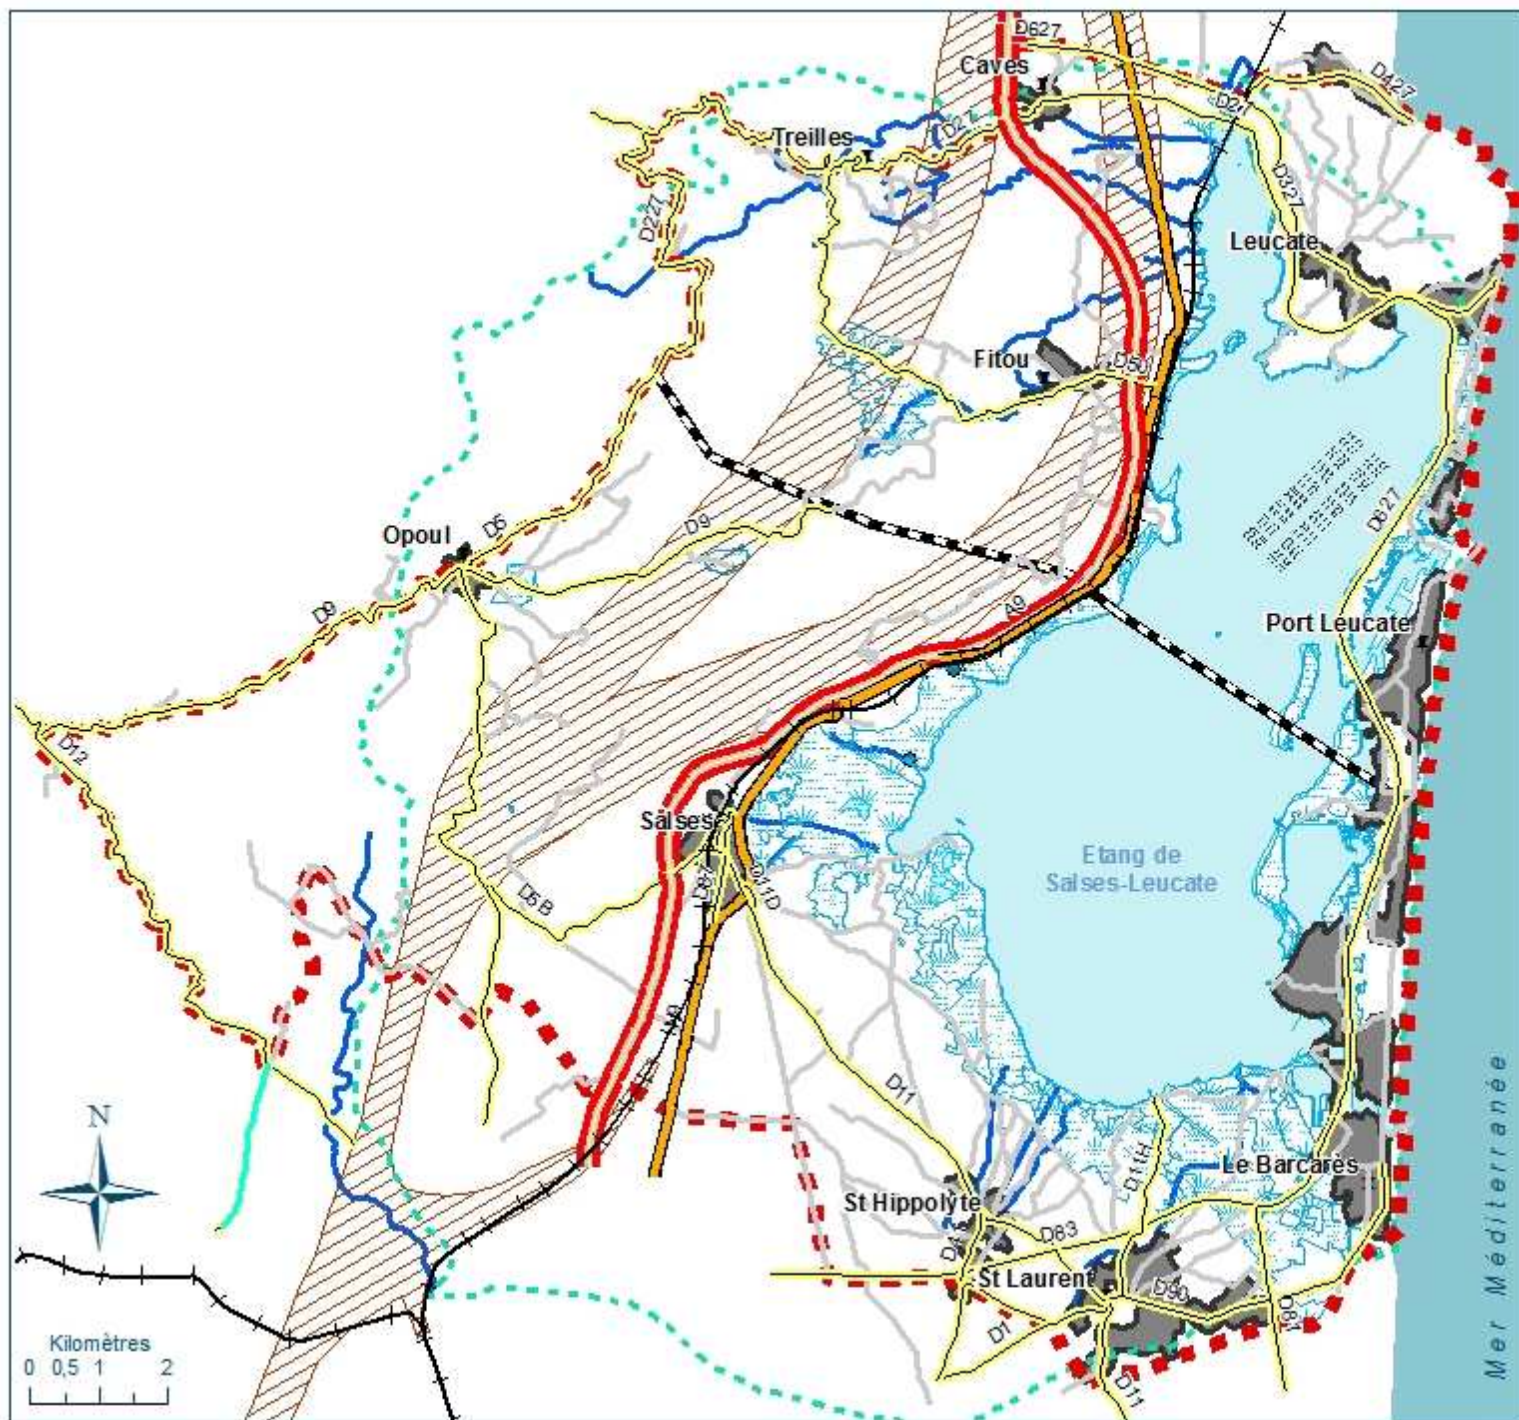 D627
Caves
D427
D27
D27
Treilles
D327
D227
Leucate
Fitou
D50
D627
Opoul
D5
D9
A9
D9
Port Leucate
D12
Salses
Etang de
Salses-Leucate
D5B
D11D
D11
N
Mer Méditerranée
D11H
Le Barcarès
St Hippolyte
D83
St Laurent
D90
D81
D1
Kilomètres
0 0,5 1 2
D11